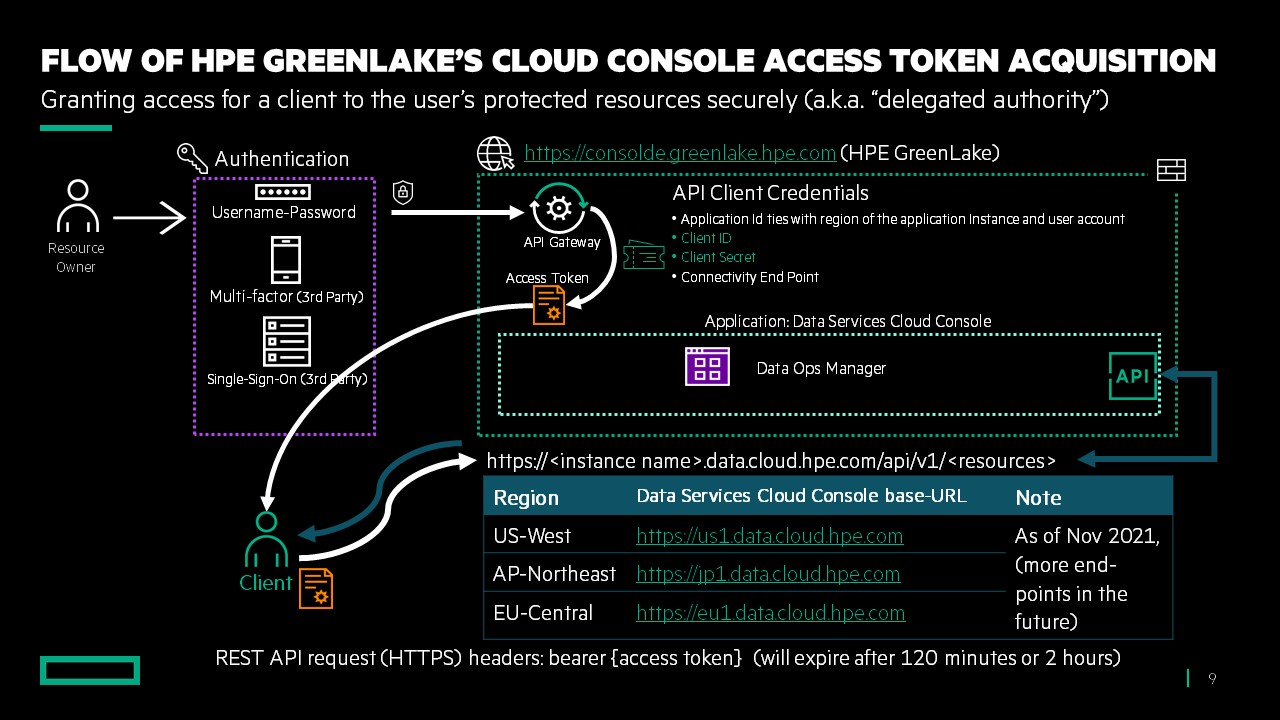 FLOW OF HPE GREENLAKE'S CLOUD CONSOLE ACCESS TOKEN ACQUISITION
Granting access for a client to the user's protected resources securely (a.k.a. “delegated authority”)
Authentication
Username-Password
Multi-factor (3rd Party)
Single-Sign-On (3rd Party)
Resource
Owner
https://consolde.greenlake.hpe.com (HPE GreenLake)
API Gateway
Access Token
API Client Credentials
• Application Id ties with region of the application Instance and user account
• Client ID
• Client Secret
• Connectivity End Point
Application: Data Services Cloud Console
Data Ops Manager
API
https://<instance name>.data.cloud.hpe.com/api/v1/<resources>
Client
Region Data Services Cloud Console base-URL Note
US-West https://us1.data.cloud.hpe.com
AP-Northeast https://jp1.data.cloud.hpe.com
EU-Central https://eu1.data.cloud.hpe.com
As of Nov 2021,
(more end-
points in the
future)
REST API request (HTTPS) headers: bearer {access token} (will expire after 120 minutes or 2 hours)
9